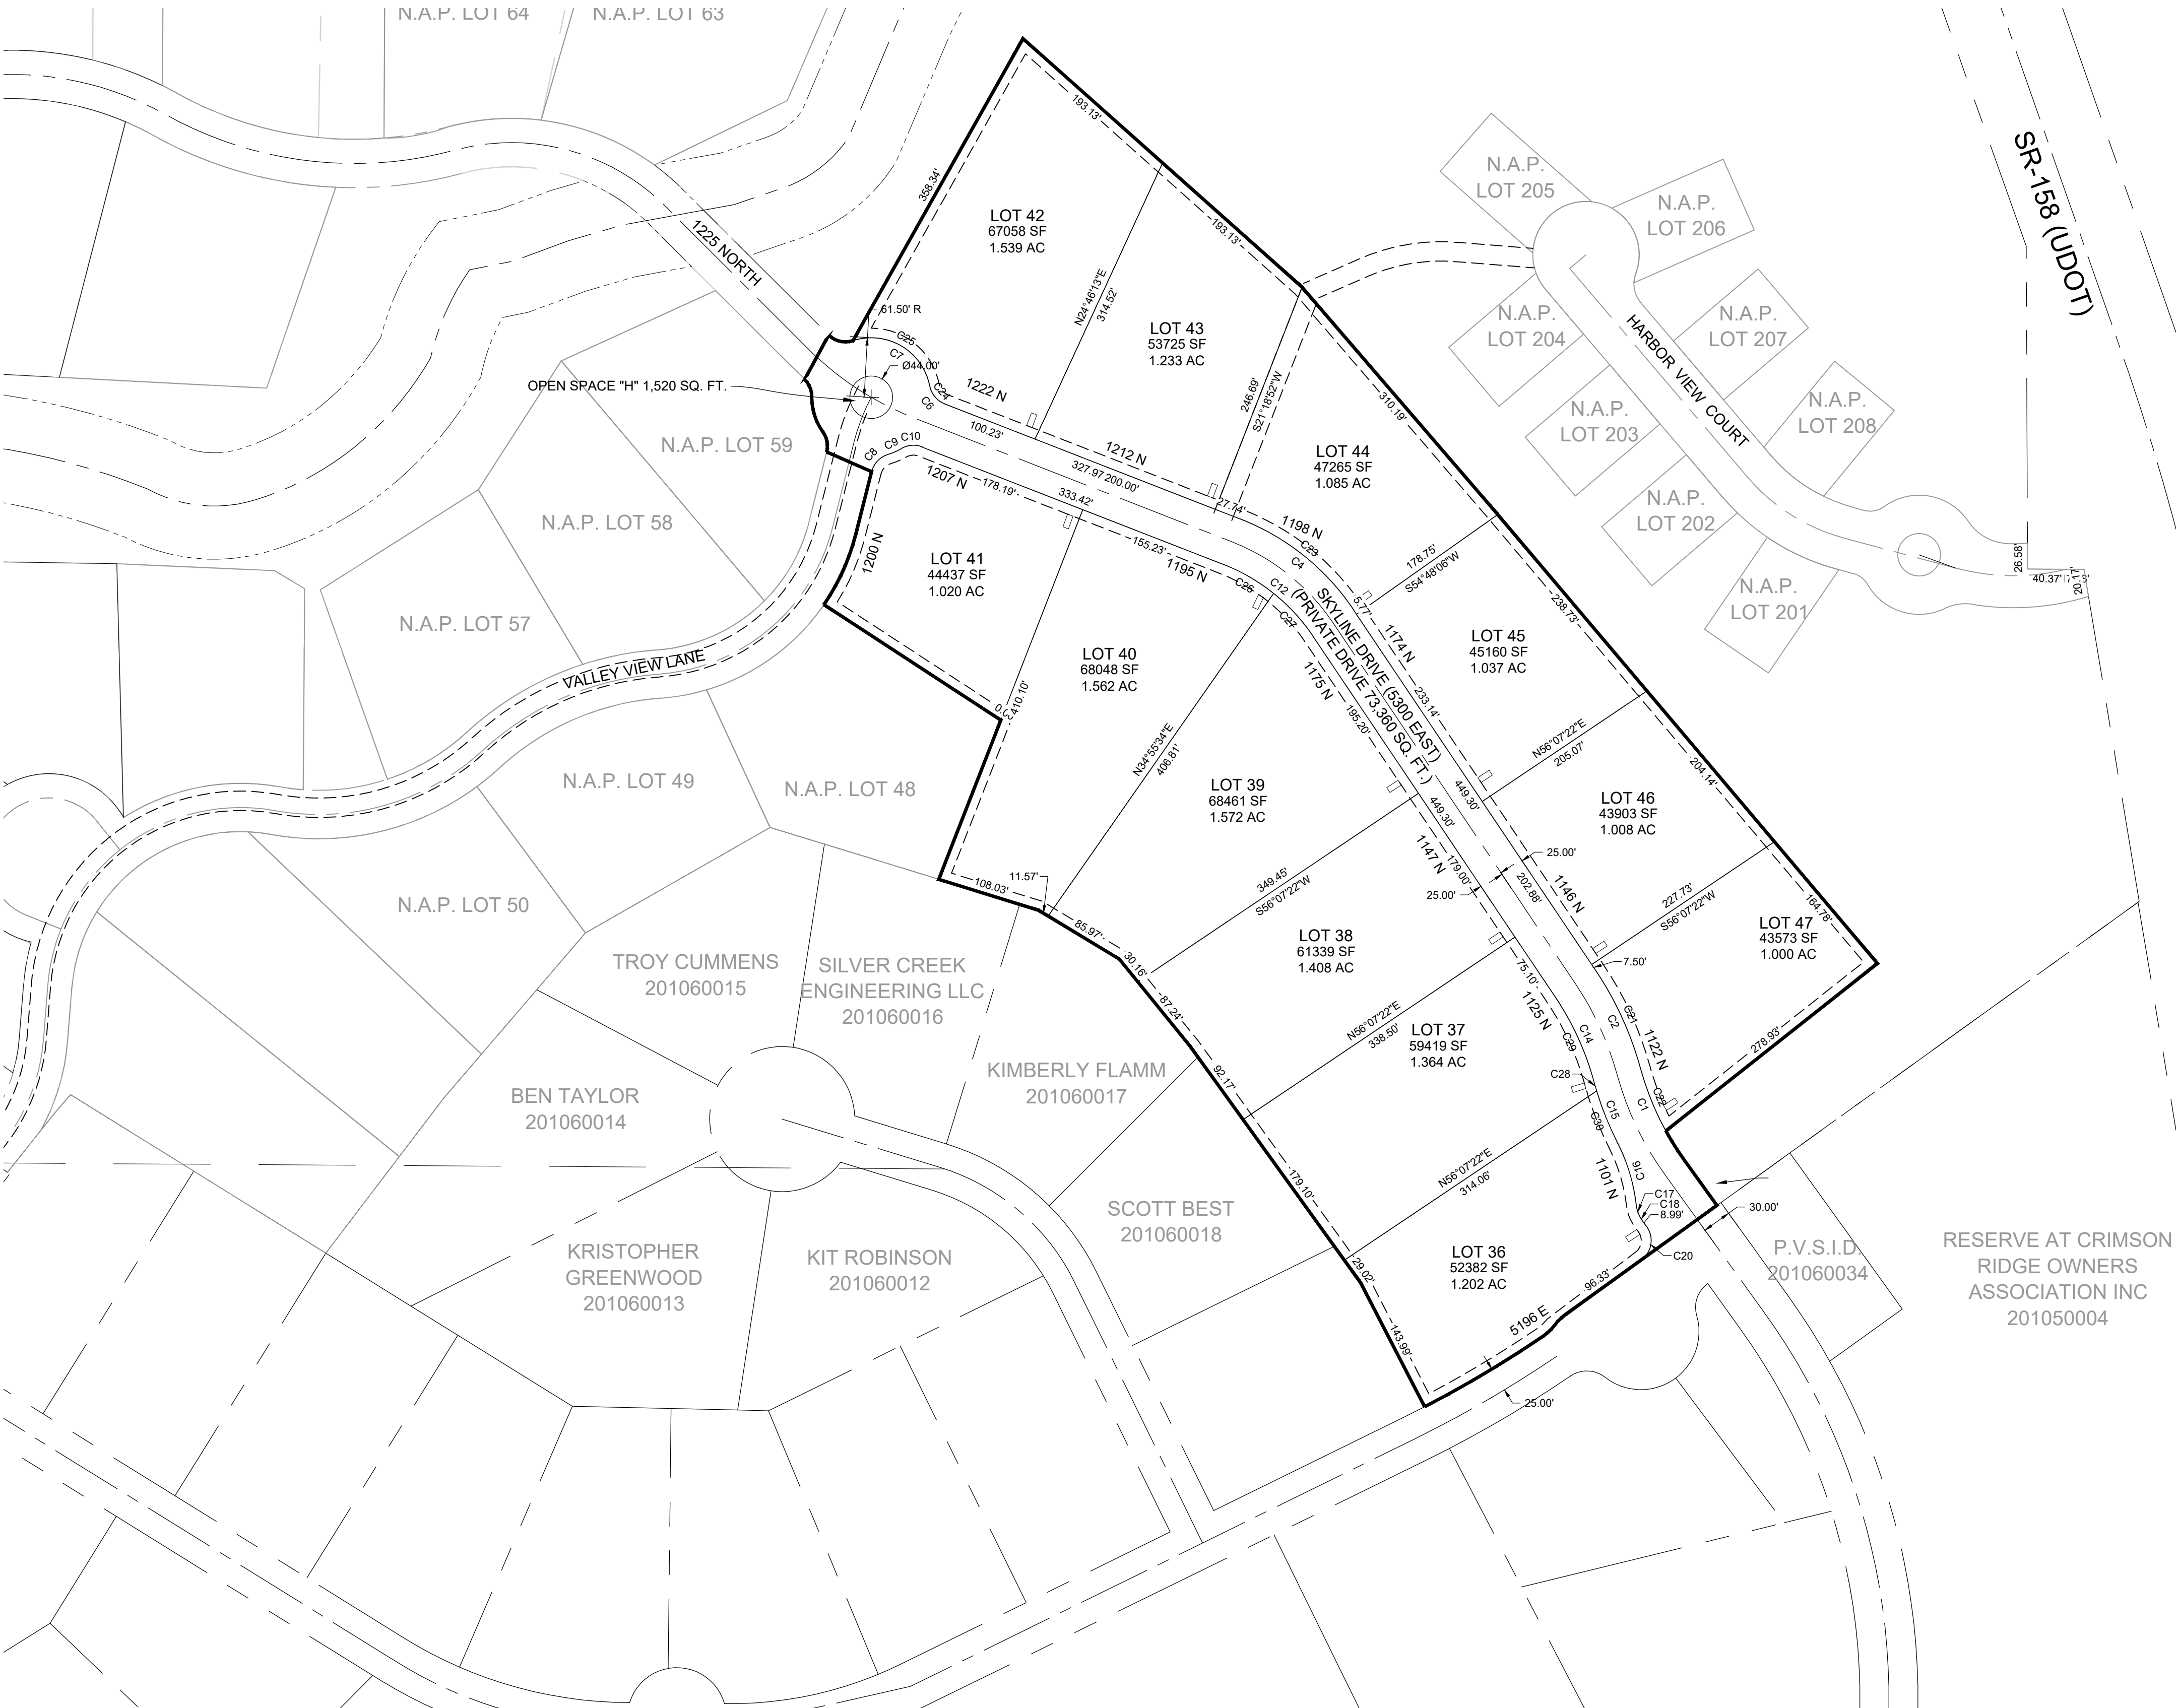 N.A.P. LOT 64
N.A.P. LOT 63
193.13'
358.34'
LOT 42
67058 SF
1.539 AC
193.13'
1225 NORTH
N24°46'13"E
314.52'
61.50' R
C25
C7
Ø44.00'
C24
C6
OPEN SPACE "H" 1,520 SQ. FT.
LOT 43
53725 SF
1.233 AC
246.69'
S21°18'52"W
1222 N
100.23'
1212 N
327.97'
200.00'
27.74'
310.19'
N.A.P.
LOT 205
N.A.P.
LOT 206
N.A.P.
LOT 204
N.A.P.
LOT 207
HARBOR VIEW COURT
N.A.P.
LOT 203
N.A.P.
LOT 208
N.A.P.
LOT 202
N.A.P.
LOT 201
SR-158 (UDOT)
26.58'
40.37'
20.17'
N.A.P. LOT 59
C8
C9
C10
1207 N
178.19'
333.42'
LOT 44
47265 SF
1.085 AC
1198 N
C23
C4
N.A.P. LOT 58
1200 N
LOT 41
44437 SF
1.020 AC
155.23'
1195 N
C26
C12
C27
178.75'
S54°48'06"W
5.77'
238.73'
N.A.P. LOT 57
VALLEY VIEW LANE
LOT 40
68048 SF
1.562 AC
410.10'
SKYLINE DRIVE (5300 EAST)
(PRIVATE DRIVE 73,360 SQ. FT.)
1174 N
LOT 45
45160 SF
1.037 AC
1175 N
195.20'
233.14'
N34°55'34"E
406.81'
N56°07'22"E
205.07'
204.14'
N.A.P. LOT 49
N.A.P. LOT 48
LOT 39
68461 SF
1.572 AC
449.30'
449.30'
LOT 46
43903 SF
1.008 AC
1147 N
179.00'
25.00'
25.00'
202.88'
1146 N
N.A.P. LOT 50
108.03'
11.57'
85.97'
349.45'
S56°07'22"W
227.73'
S56°07'22"W
164.78'
LOT 47
43573 SF
1.000 AC
7.50'
TROY CUMMENS
201060015
SILVER CREEK
ENGINEERING LLC
201060016
30.16'
87.24'
LOT 38
61339 SF
1.408 AC
75.10'
1125 N
N56°07'22"E
338.50'
LOT 37
59419 SF
1.364 AC
C29
C14
C2
C21
1122 N
278.93'
BEN TAYLOR
201060014
KIMBERLY FLAMM
201060017
92.17'
C28
C15
C30
C1
C22
N56°07'22"E
314.06'
1101 N
C16
C17
C18
8.99'
179.10'
SCOTT BEST
201060018
30.00'
C20
KRISTOPHER
GREENWOOD
201060013
KIT ROBINSON
201060012
29.02'
LOT 36
52382 SF
1.202 AC
96.33'
5196 E
P.V.S.I.D.
201060034
RESERVE AT CRIMSON
RIDGE OWNERS
ASSOCIATION INC
201050004
143.99'
25.00'